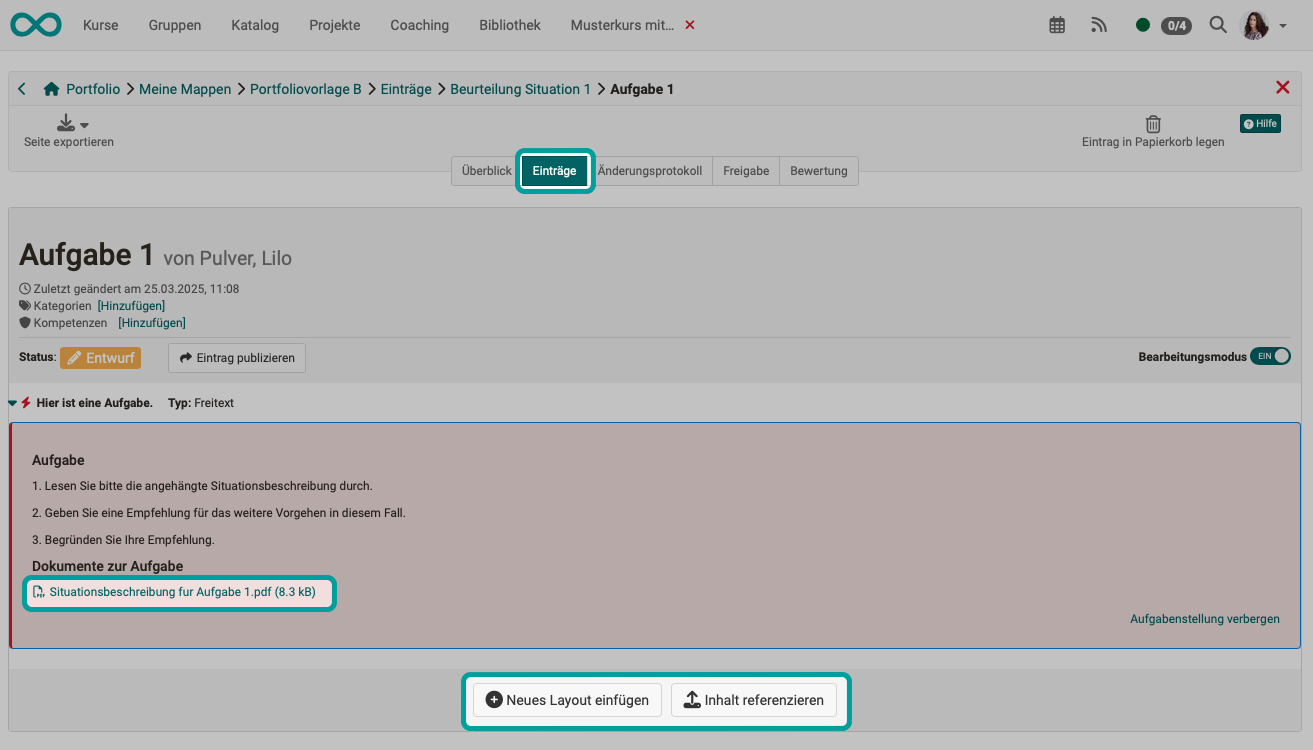 Kurse Gruppen Katalog Projekte Coaching Bibliothek Musterkurs mit... 0/4
Portfolio Meine Mappen Portfoliovorlage B Einträge Beurteilung Situation 1 Aufgabe 1
Seite exportieren
Eintrag in Papierkorb legen
Hilfe
Überblick Einträge Änderungsprotokoll Freigabe Bewertung
Aufgabe 1 von Pulver, Lilo
Zuletzt geändert am 25.03.2025, 11:08
Kategorien [Hinzufügen]
Kompetenzen [Hinzufügen]
Status: Entwurf Eintrag publizieren Bearbeitungsmodus EIN
Hier ist eine Aufgabe. Typ: Freitext
Aufgabe
1. Lesen Sie bitte die angehängte Situationsbeschreibung durch.
2. Geben Sie eine Empfehlung für das weitere Vorgehen in diesem Fall.
3. Begründen Sie Ihre Empfehlung.
Dokumente zur Aufgabe
Situationsbeschreibung fur Aufgabe 1.pdf (8.3 kB)
Aufgabenstellung verbergen
Neues Layout einfügen Inhalt referenzieren